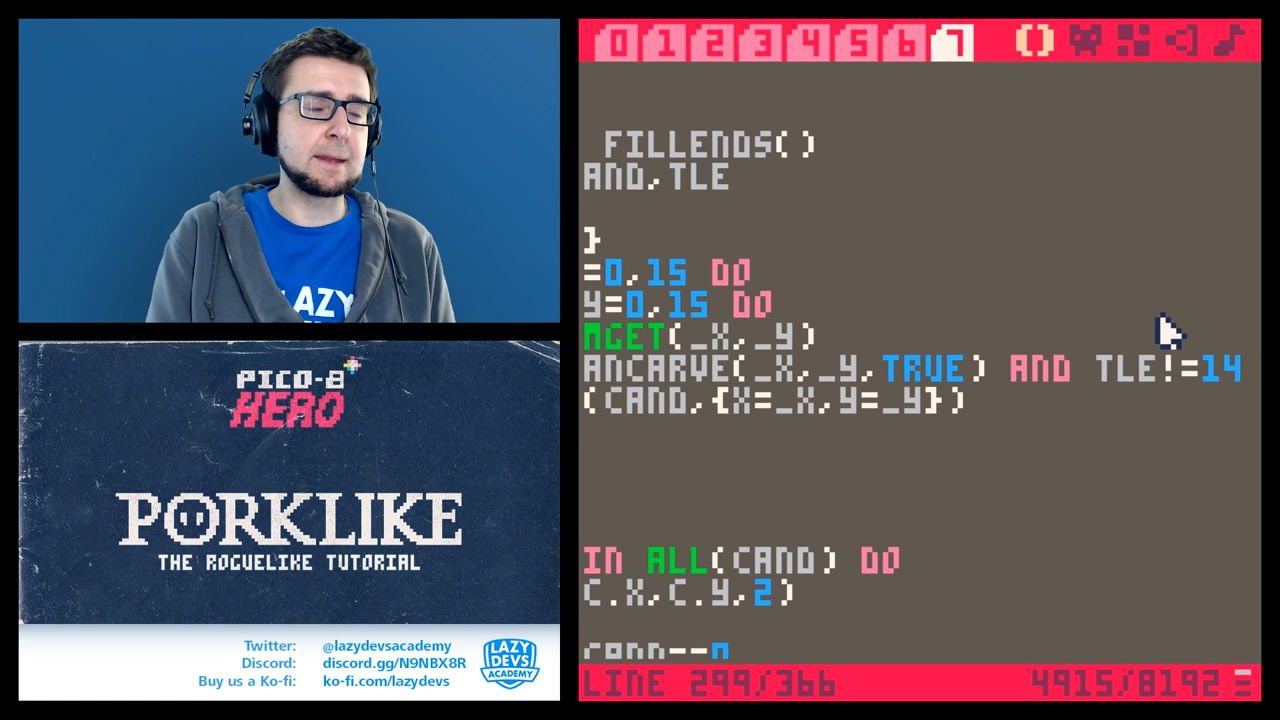 0 1 2 3 4 5 6 7
FILLENDS()
AND,TLE
}
=0,15 DO
Y=0,15 DO
MGET(_X,_Y)
ANCARVE(_X,_Y,TRUE) AND TLE!=14
(CAND,{X=_X,Y=_Y})
IN ALL(CAND) DO
C.X,C.Y,2)
LINE 299/366
4915/8192
LAZY
PICO-8
HERO
PORKLIKE
THE ROGUELIKE TUTORIAL
Twitter: @lazydevsacademy
Discord: discord.gg/N9NBX8R
Buy us a Ko-fi: ko-fi.com/lazydevs
LAZY
DEVS
ACADEMY